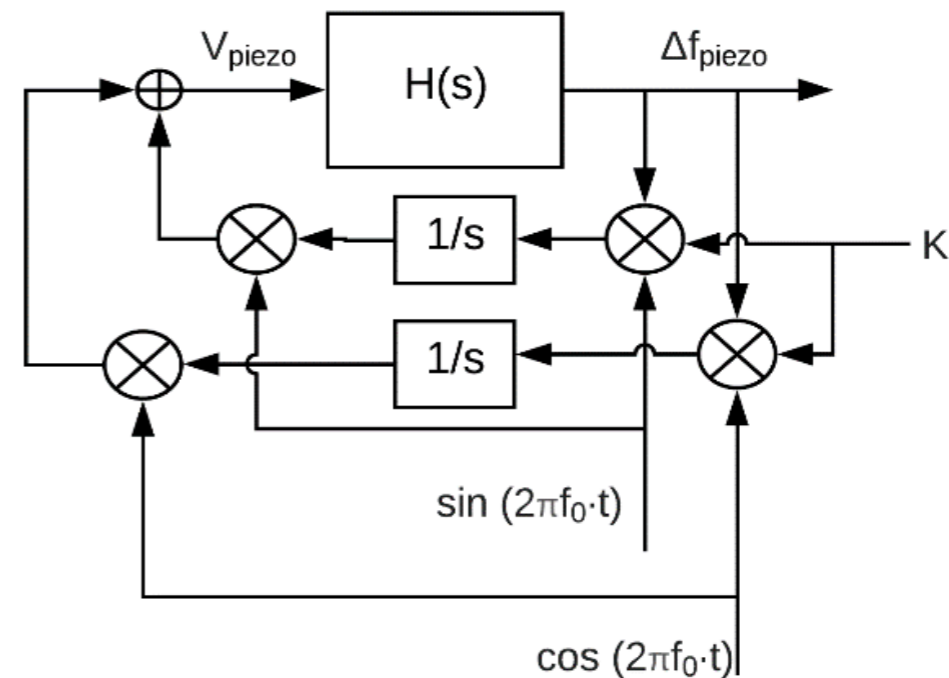 V_piezo
H(s)
Δf_piezo
1/s
K
1/s
sin (2πf₀·t)
cos (2πf₀·t)